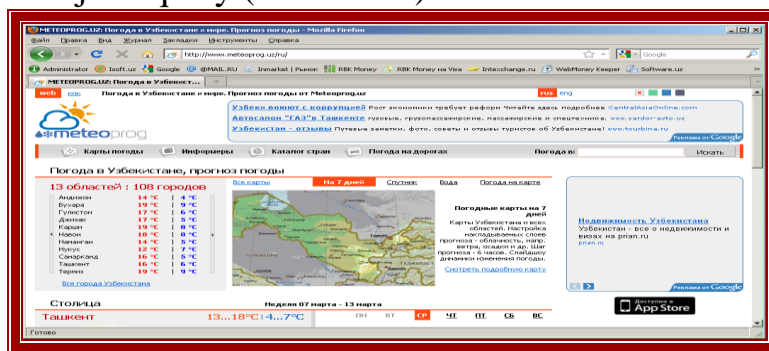 METEOPROG.UZ: Погода в Узбекистане и мире. Прогноз погоды - Mozilla Firefox
Файл Правка Вид Журнал Закладки Инструменты Справка
http://www.meteoprog.uz/ru/
Google
Administrator Soft.uz Google @MAIL.RU Inmarket | Рынок RBK Money RBK Money на Visa Intexchange.ru WebMoney Keeper Software.uz
METEOPROG.UZ: Погода в Узбекист...
web кпк Погода в Узбекистане и мире. Прогноз погоды от Meteoprog.uz rus eng
Узбеки воюют с коррупцией Рост экономики требует реформ Читайте здесь подробнее CentralAsiaOnline.com
Автосалон "ГАЗ"в Ташкенте грузовые, грузопассажирские, пассажирские и спецтехника. www.sardor-avto.uz
Узбекистан - отзывы Путевые заметки, фото, советы и отзывы туристов об Узбекистане! www.tourbina.ru
Реклама от Google
meteoprog
Карты погоды Информеры Каталог стран Погода на дорогах Погода в: Искать
Погода в Узбекистане, прогноз погоды
13 областей : 108 городов
Андижон 14 °C | 4 °C
Бухара 19 °C | 9 °C
Гулистон 17 °C | 6 °C
Джизак 17 °C | 5 °C
Карши 19 °C | 8 °C
Навои 18 °C | 8 °C
Наманган 14 °C | 5 °C
Нукус 12 °C | 7 °C
Самарканд 16 °C | 5 °C
Ташкент 16 °C | 6 °C
Термиз 19 °C | 9 °C
Все города Узбекистана
Все карты На 7 дней Спутник Вода Погода на карте
Погодные карты на 7
дней
Карты Узбекистана и всех
областей. Настройка
накладываемых слоев
прогноза - облачность, напр.
ветра, осадки и др. Шаг
прогноза - 6 часов. Слайдшоу
динамики изменения погоды.
Смотреть подробную карту
Недвижимость Узбекистана
Узбекистан - все о недвижимости и
визах на prian.ru
prian.ru
Реклама от Google
Столица Неделя 07 марта - 13 марта
Ташкент 13...18°C | 4...7°C ПН ВТ СР ЧТ ПТ СБ ВС
Доступно в
App Store
Готово